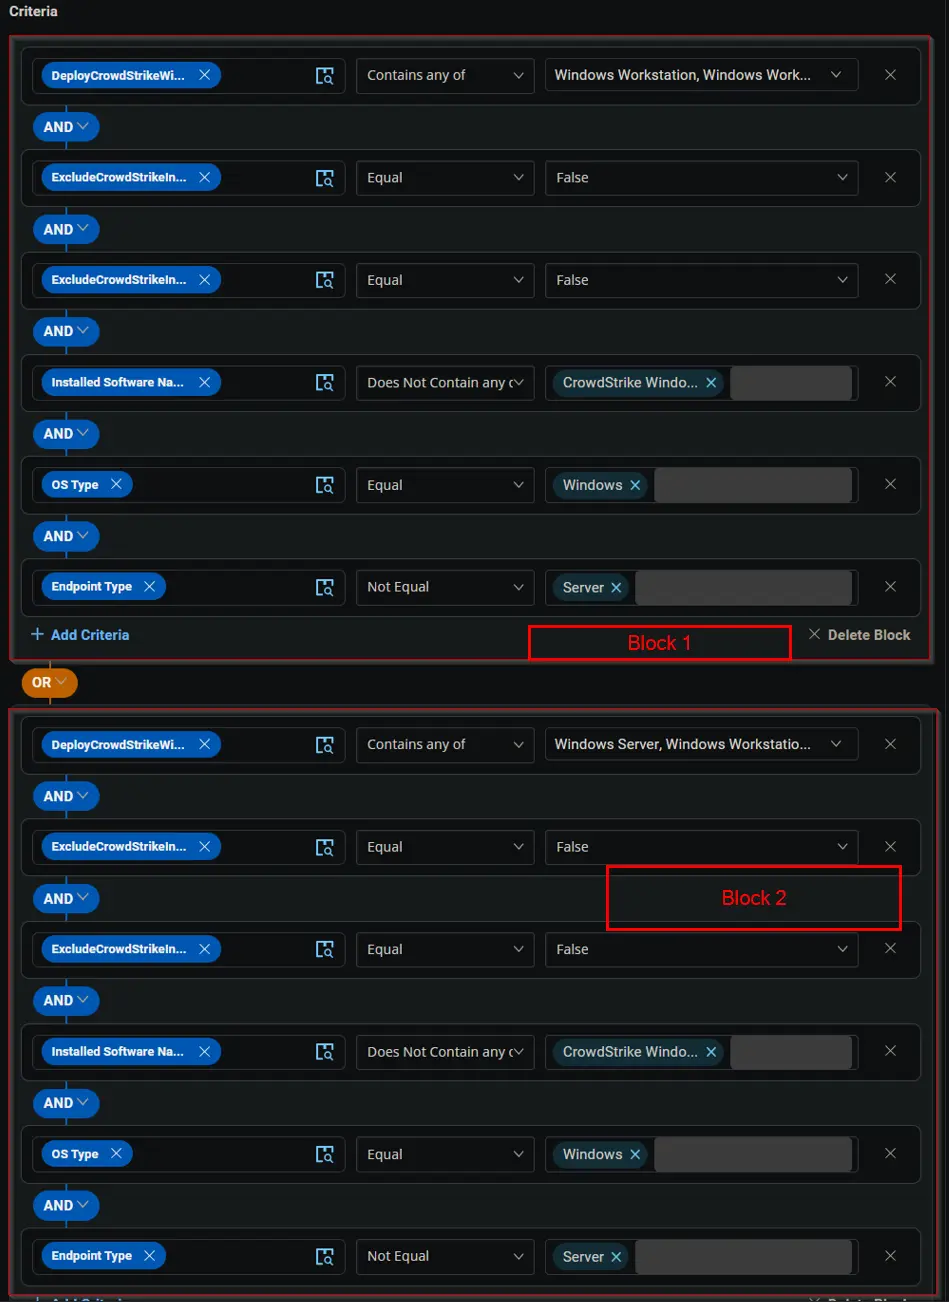 Criteria
DeployCrowdStrikeWi... Contains any of Windows Workstation, Windows Work...
AND
ExcludeCrowdStrikeIn... Equal False
AND
ExcludeCrowdStrikeIn... Equal False
AND
Installed Software Na... Does Not Contain any c CrowdStrike Windo...
AND
OS Type Equal Windows
AND
Endpoint Type Not Equal Server
+ Add Criteria Block 1 Delete Block
OR
DeployCrowdStrikeWi... Contains any of Windows Server, Windows Workstatio...
AND
ExcludeCrowdStrikeIn... Equal False
AND Block 2
ExcludeCrowdStrikeIn... Equal False
AND
Installed Software Na... Does Not Contain any c CrowdStrike Windo...
AND
OS Type Equal Windows
AND
Endpoint Type Not Equal Server